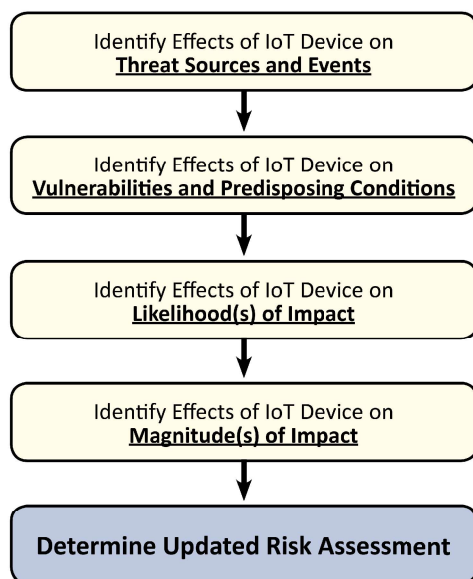 Identify Effects of IoT Device on
Threat Sources and Events
Identify Effects of IoT Device on
Vulnerabilities and Predisposing Conditions
Identify Effects of IoT Device on
Likelihood(s) of Impact
Identify Effects of IoT Device on
Magnitude(s) of Impact
Determine Updated Risk Assessment